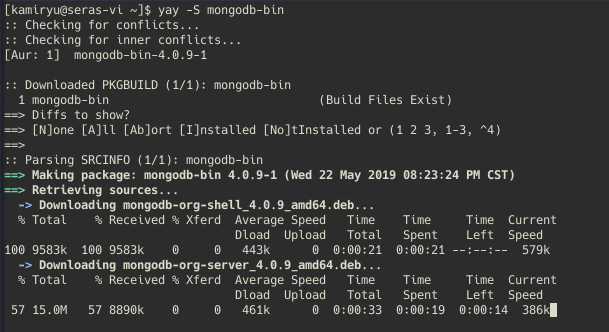 [kamiryu@seras-vi ~]$ yay -S mongodb-bin
:: Checking for conflicts...
:: Checking for inner conflicts...
[Aur: 1]  mongodb-bin-4.0.9-1

:: Downloaded PKGBUILD (1/1): mongodb-bin
  1 mongodb-bin                               (Build Files Exist)
==> Diffs to show?
==> [N]one [A]ll [Ab]ort [I]nstalled [No]tInstalled or (1 2 3, 1-3, ^4)
==>
:: Parsing SRCINFO (1/1): mongodb-bin
==> Making package: mongodb-bin 4.0.9-1 (Wed 22 May 2019 08:23:24 PM CST)
==> Retrieving sources...
  -> Downloading mongodb-org-shell_4.0.9_amd64.deb...
  % Total    % Received % Xferd  Average Speed   Time    Time     Time  Current
                                 Dload  Upload   Total   Spent    Left  Speed
100 9583k  100 9583k    0     0   443k      0  0:00:21  0:00:21 --:--:--  579k
  -> Downloading mongodb-org-server_4.0.9_amd64.deb...
  % Total    % Received % Xferd  Average Speed   Time    Time     Time  Current
                                 Dload  Upload   Total   Spent    Left  Speed
 57 15.0M   57 8890k    0     0   461k      0  0:00:33  0:00:19  0:00:14  386k